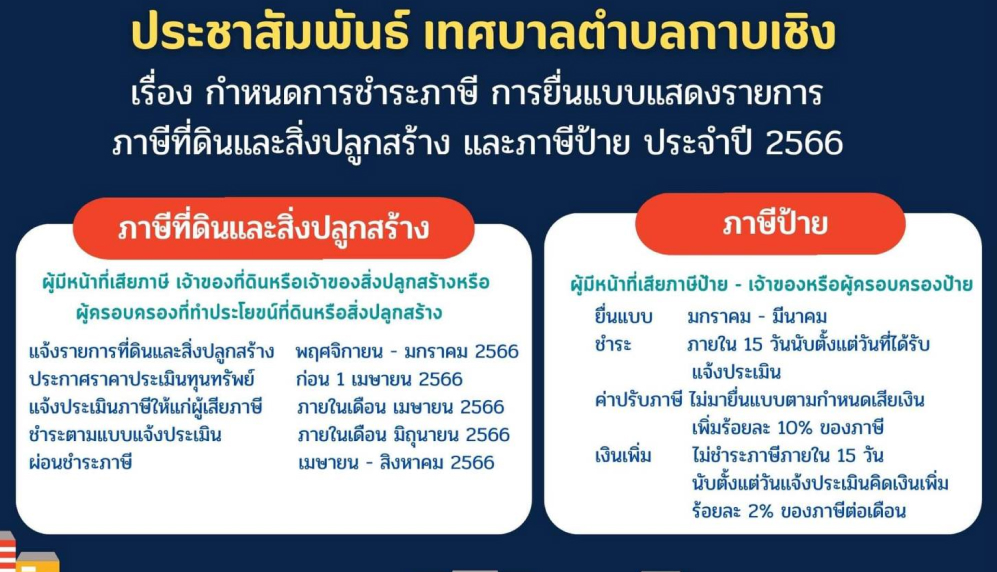 ประชาสัมพันธ์ เทศบาลตำบลกาบเชิง
เรื่อง กำหนดการชำระภาษี การยื่นแบบแสดงรายการ
ภาษีที่ดินและสิ่งปลูกสร้าง และภาษีป้าย ประจำปี 2566
ภาษีที่ดินและสิ่งปลูกสร้าง
ผู้มีหน้าที่เสียภาษี เจ้าของที่ดินหรือเจ้าของสิ่งปลูกสร้างหรือ
ผู้ครอบครองที่ทำประโยขน์ที่ดินหรือสิ่งปลูกสร้าง
แจ้งรายการที่ดินและสิ่งปลูกสร้าง พฤศจิกายน - มกราคม 2566
ประกาศราคาประเมินทุนทรัพย์ ก่อน 1 เมษายน 2566
แจ้งประเมินภาษีให้แก่ผู้เสียภาษี ภายในเดือน เมษายน 2566
ชำระตามแบบแจ้งประเมิน ภายในเดือน มิถุนายน 2566
ผ่อนชำระภาษี เมษายน - สิงหาคม 2566
ภาษีป้าย
ผู้มีหน้าที่เสียภาษีป้าย - เจ้าของหรือผู้ครอบครองป้าย
ยื่นแบบ มกราคม - มีนาคม
ชำระ ภายใน 15 วันนับตั้งแต่วันที่ได้รับ
แจ้งประเมิน
ค่าปรับภาษี ไม่มายื่นแบบตามกำหนดเสียเงิน
เพิ่มร้อยละ 10% ของภาษี
เงินเพิ่ม ไม่ชำระภาษีภายใน 15 วัน
นับตั้งแต่วันแจ้งประเมินคิดเงินเพิ่ม
ร้อยละ 2% ของภาษีต่อเดือน